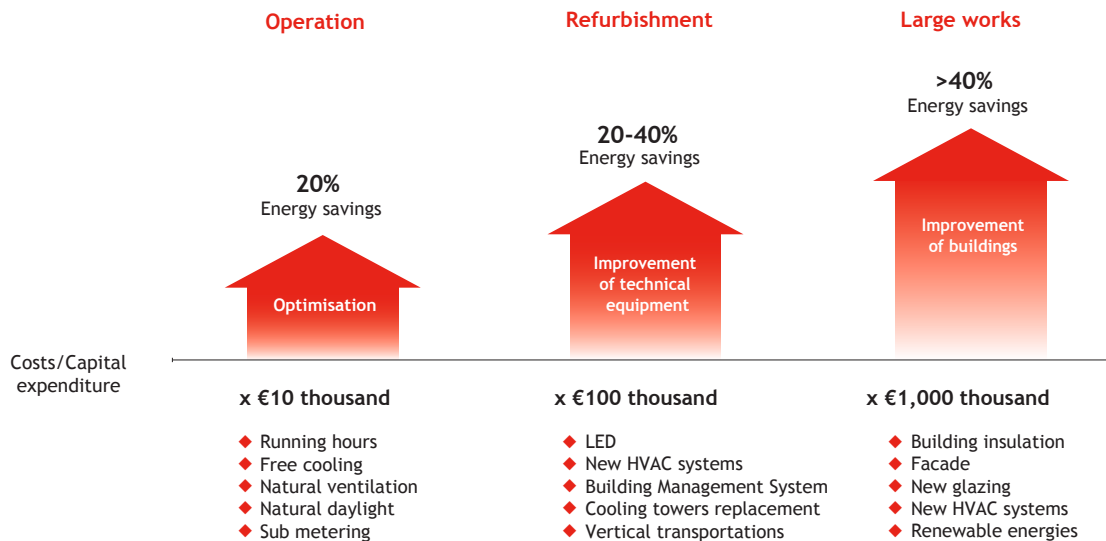 Operation
Refurbishment
Large works
20%
Energy savings
20-40%
Energy savings
>40%
Energy savings
Optimisation
Improvement
of technical
equipment
Improvement
of buildings
Costs/Capital
expenditure
x €10 thousand
x €100 thousand
x €1,000 thousand
Running hours
Free cooling
Natural ventilation
Natural daylight
Sub metering
LED
New HVAC systems
Building Management System
Cooling towers replacement
Vertical transportations
Building insulation
Facade
New glazing
New HVAC systems
Renewable energies